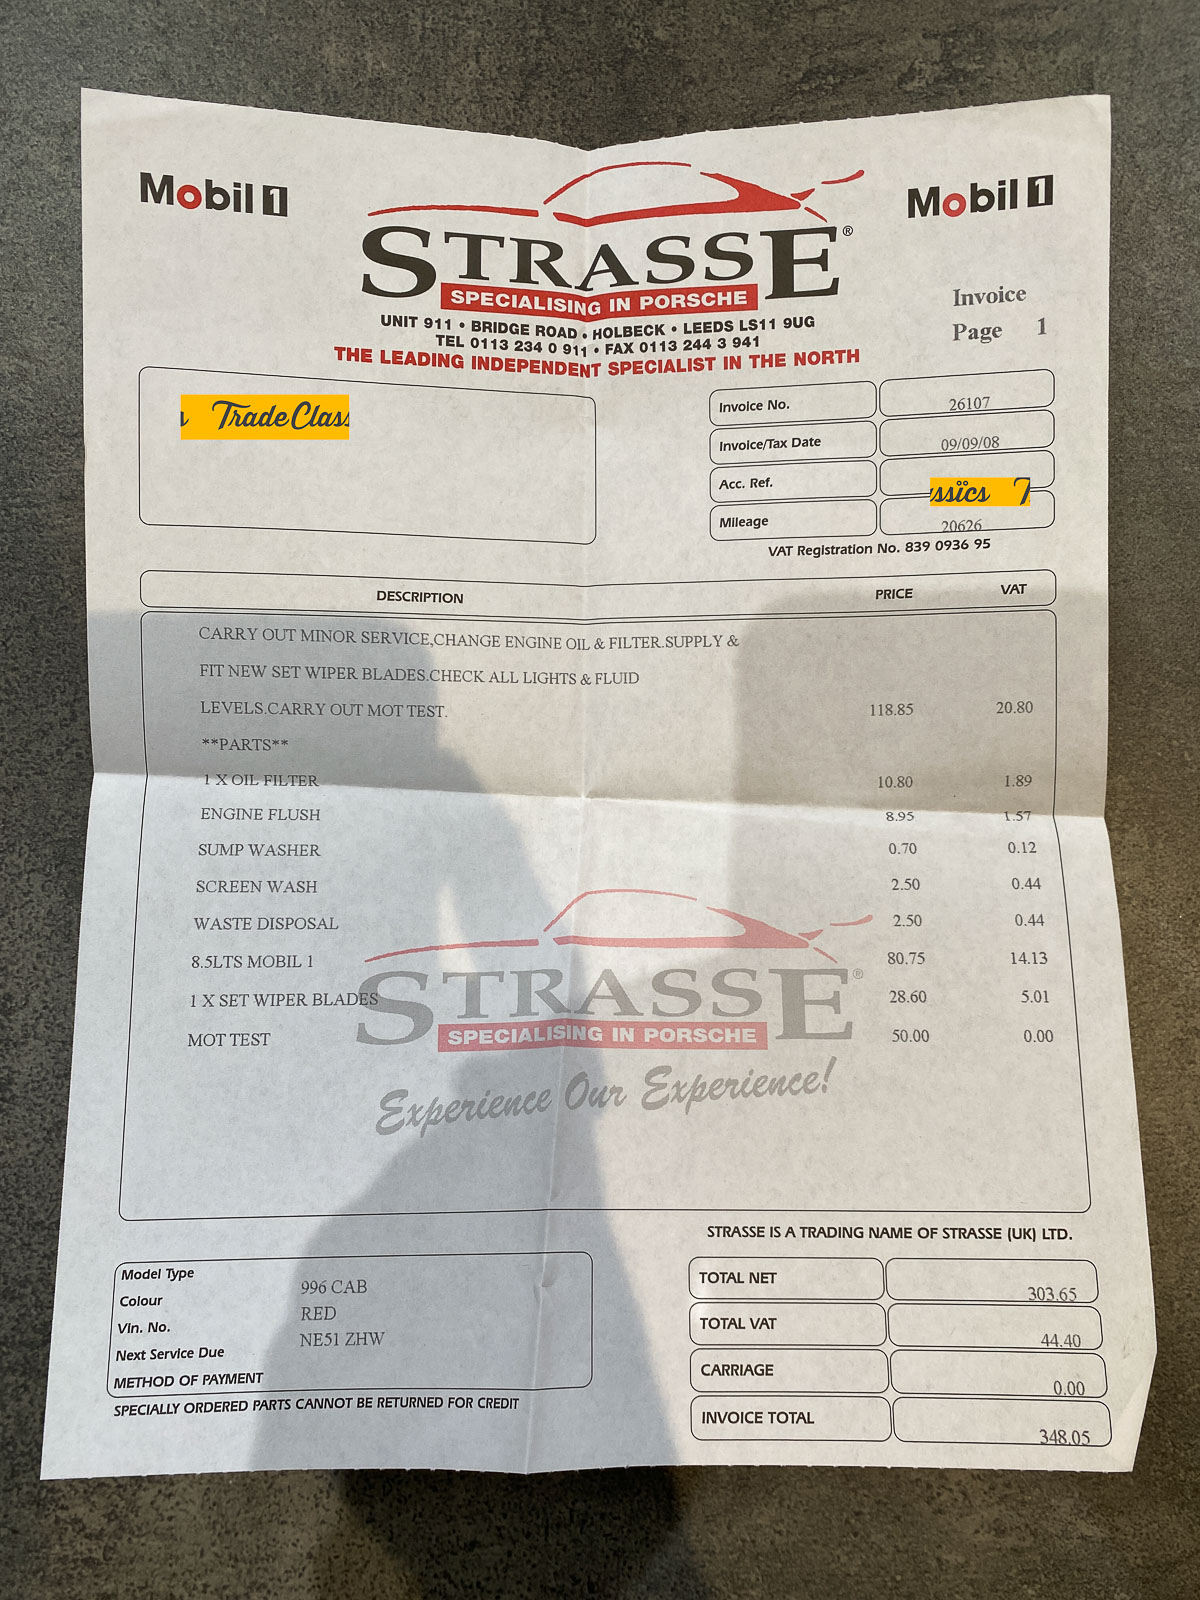 Mobil 1
Mobil 1
STRASSE®
SPECIALISING IN PORSCHE
UNIT 911 • BRIDGE ROAD • HOLBECK • LEEDS LS11 9UG
TEL 0113 234 0 911 • FAX 0113 244 3 941
THE LEADING INDEPENDENT SPECIALIST IN THE NORTH
Invoice
Page 1
TradeClass
Invoice No. 26107
Invoice/Tax Date 09/09/08
Acc. Ref. ssics T
Mileage 20626
VAT Registration No. 839 0936 95
DESCRIPTION PRICE VAT
CARRY OUT MINOR SERVICE,CHANGE ENGINE OIL & FILTER.SUPPLY &
FIT NEW SET WIPER BLADES.CHECK ALL LIGHTS & FLUID
LEVELS.CARRY OUT MOT TEST. 118.85 20.80
**PARTS**
1 X OIL FILTER 10.80 1.89
ENGINE FLUSH 8.95 1.57
SUMP WASHER 0.70 0.12
SCREEN WASH 2.50 0.44
WASTE DISPOSAL 2.50 0.44
8.5LTS MOBIL 1 80.75 14.13
1 X SET WIPER BLADES 28.60 5.01
MOT TEST 50.00 0.00
STRASSE®
SPECIALISING IN PORSCHE
Experience Our Experience!
STRASSE IS A TRADING NAME OF STRASSE (UK) LTD.
Model Type 996 CAB
Colour RED
Vin. No. NE51 ZHW
Next Service Due
METHOD OF PAYMENT
SPECIALLY ORDERED PARTS CANNOT BE RETURNED FOR CREDIT
TOTAL NET 303.65
TOTAL VAT 44.40
CARRIAGE 0.00
INVOICE TOTAL 348.05